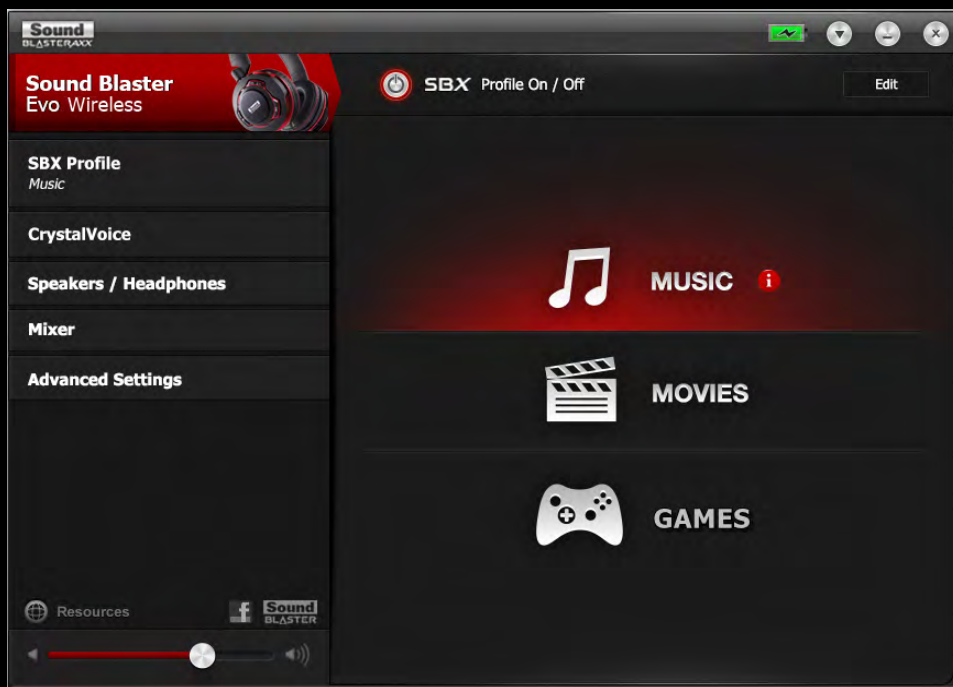 Sound
BLASTERAXX
Sound Blaster
Evo Wireless
SBX Profile On / Off
Edit
SBX Profile
Music
CrystalVoice
Speakers / Headphones
Mixer
Advanced Settings
MUSIC i
MOVIES
GAMES
Resources
f
Sound
BLASTER